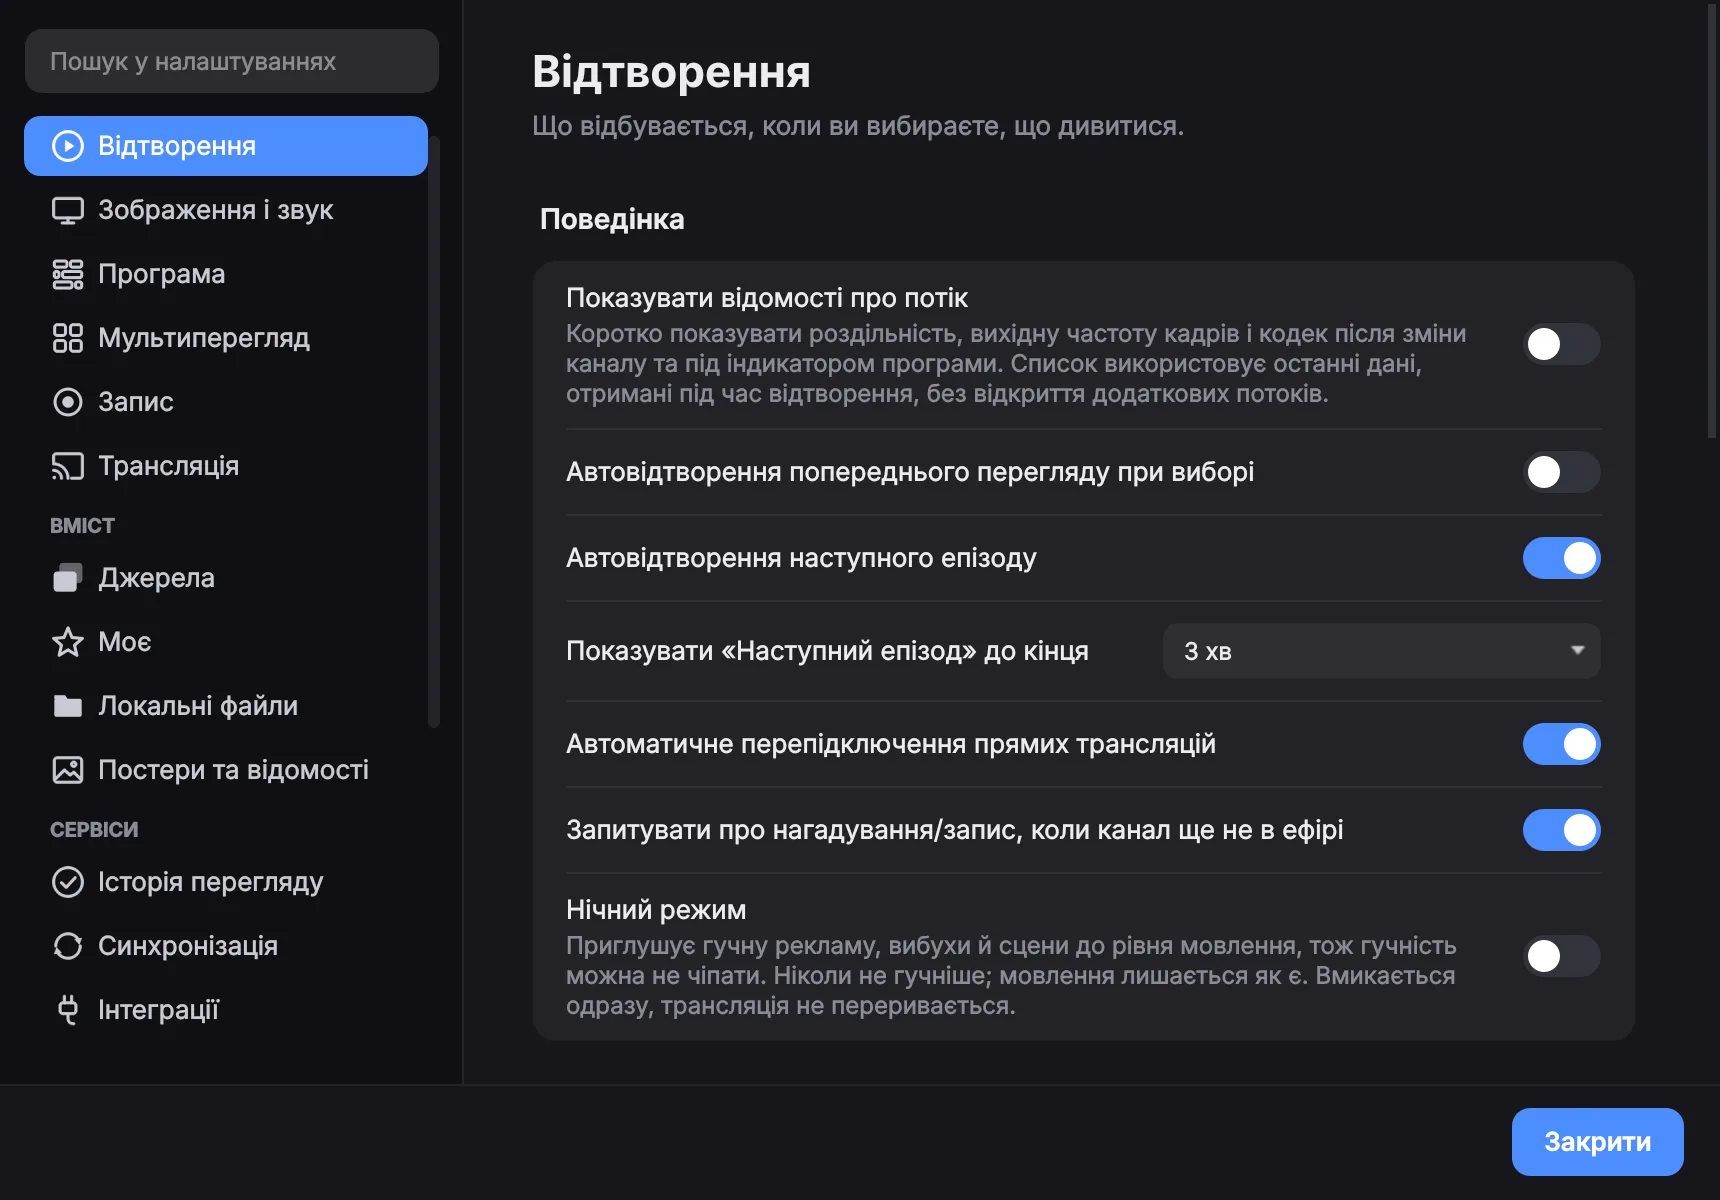 Пошук у налаштуваннях
Відтворення
Зображення і звук
Програма
Мультиперегляд
Запис
Трансляція
ВМІСТ
Джерела
Моє
Локальні файли
Постери та відомості
СЕРВІСИ
Історія перегляду
Синхронізація
Інтеграції
Відтворення
Що відбувається, коли ви вибираєте, що дивитися.
Поведінка
Показувати відомості про потік
Коротко показувати роздільність, вихідну частоту кадрів і кодек після зміни
каналу та під індикатором програми. Список використовує останні дані,
отримані під час відтворення, без відкриття додаткових потоків.
Автовідтворення попереднього перегляду при виборі
Автовідтворення наступного епізоду
Показувати «Наступний епізод» до кінця
3 хв
Автоматичне перепідключення прямих трансляцій
Запитувати про нагадування/запис, коли канал ще не в ефірі
Нічний режим
Приглушує гучну рекламу, вибухи й сцени до рівня мовлення, тож гучність
можна не чіпати. Ніколи не гучніше; мовлення лишається як є. Вмикається
одразу, трансляція не переривається.
Закрити